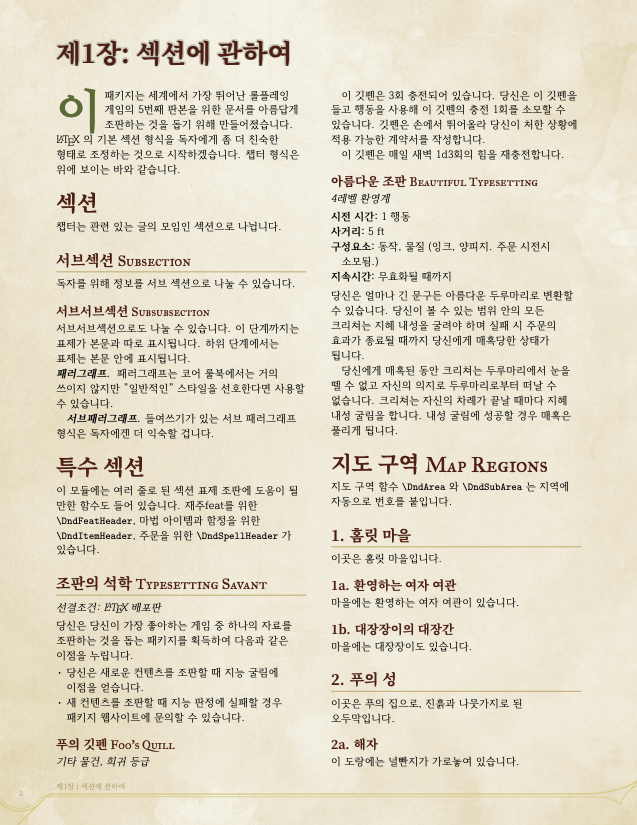 제1장: 섹션에 관하여
이 패키지는 세계에서 가장 뛰어난 롤플레잉
게임의 5번째 판본을 위한 문서를 아름답게
조판하는 것을 돕기 위해 만들어졌습니다.
LATEX 의 기본 섹션 형식을 독자에게 좀 더 친숙한
형태로 조정하는 것으로 시작하겠습니다. 챕터 형식은
위에 보이는 바와 같습니다.
섹션
챕터는 관련 있는 글의 모임인 섹션으로 나뉩니다.
서브섹션 Subsection
독자를 위해 정보를 서브 섹션으로 나눌 수 있습니다.
서브서브섹션 Subsubsection
서브서브섹션으로도 나눌 수 있습니다. 이 단계까지는
표제가 본문과 따로 표시됩니다. 하위 단계에서는
표제는 본문 안에 표시됩니다.
패러그래프. 패러그래프는 코어 룰북에서는 거의
쓰이지 않지만 "일반적인" 스타일을 선호한다면 사용할
수 있습니다.
서브패러그래프. 들여쓰기가 있는 서브 패러그래프
형식은 독자에겐 더 익숙할 겁니다.
특수 섹션
이 모듈에는 여러 줄로 된 섹션 표제 조판에 도움이 될
만한 함수도 들어 있습니다. 재주feat를 위한
\DndFeatHeader, 마법 아이템과 함정을 위한
\DndItemHeader, 주문을 위한 \DndSpellHeader 가
있습니다.
조판의 석학 Typesetting Savant
선결조건: LATEX 배포판
당신은 당신이 가장 좋아하는 게임 중 하나의 자료를
조판하는 것을 돕는 패키지를 획득하여 다음과 같은
이점을 누립니다.
· 당신은 새로운 컨텐츠를 조판할 때 지능 굴림에
이점을 얻습니다.
· 새 컨텐츠를 조판할 때 지능 판정에 실패할 경우
패키지 웹사이트에 문의할 수 있습니다.
푸의 깃펜 Foo's Quill
기타 물건, 희귀 등급
이 깃펜은 3회 충전되어 있습니다. 당신은 이 깃펜을
들고 행동을 사용해 이 깃펜의 충전 1회를 소모할 수
있습니다. 깃펜은 손에서 뛰어올라 당신이 처한 상황에
적용 가능한 계약서를 작성합니다.
이 깃펜은 매일 새벽 1d3회의 힘을 재충전합니다.
아름다운 조판 Beautiful Typesetting
4레벨 환영계
시전 시간: 1 행동
사거리: 5 ft
구성요소: 동작, 물질 (잉크, 양피지. 주문 시전시
소모됨.)
지속시간: 무효화될 때까지
당신은 얼마나 긴 문구든 아름다운 두루마리로 변환할
수 있습니다. 당신이 볼 수 있는 범위 안의 모든
크리쳐는 지혜 내성을 굴려야 하며 실패 시 주문의
효과가 종료될 때까지 당신에게 매혹당한 상태가
됩니다.
당신에게 매혹된 동안 크리쳐는 두루마리에서 눈을
뗄 수 없고 자신의 의지로 두루마리로부터 떠날 수
없습니다. 크리쳐는 자신의 차례가 끝날 때마다 지혜
내성 굴림을 합니다. 내성 굴림에 성공할 경우 매혹은
풀리게 됩니다.
지도 구역 Map Regions
지도 구역 함수 \DndArea 와 \DndSubArea 는 지역에
자동으로 번호를 붙입니다.
1. 홈릿 마을
이곳은 홈릿 마을입니다.
1a. 환영하는 여자 여관
마을에는 환영하는 여자 여관이 있습니다.
1b. 대장장이의 대장간
마을에는 대장장이도 있습니다.
2. 푸의 성
이곳은 푸의 집으로, 진흙과 나뭇가지로 된
오두막입니다.
2a. 해자
이 도랑에는 널빤지가 가로놓여 있습니다.
2 제1장 | 섹션에 관하여